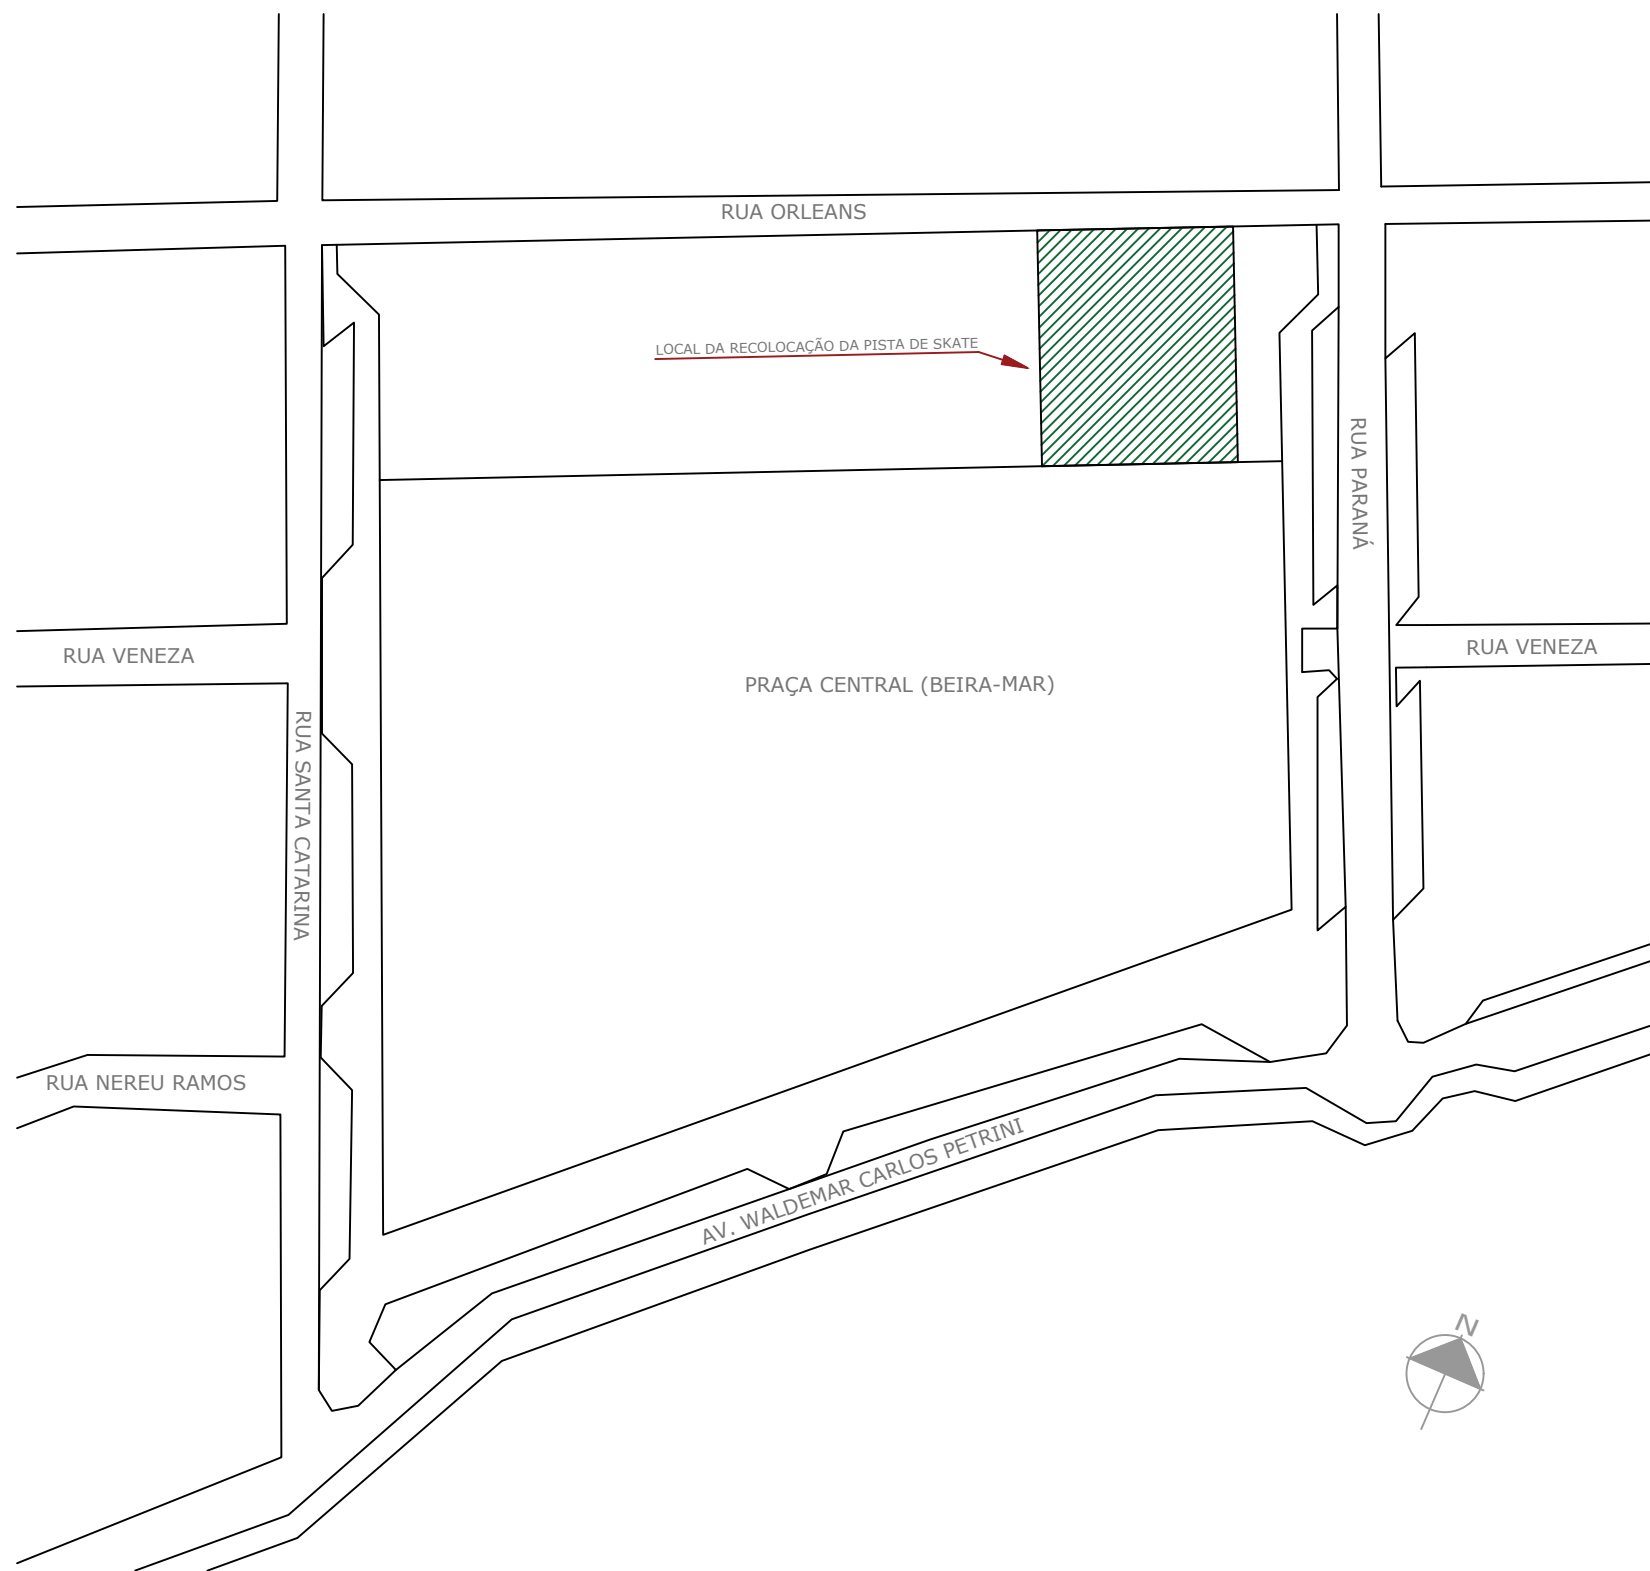 RUA ORLEANS
LOCAL DA RECOLOCAÇÃO DA PISTA DE SKATE
RUA PARANÁ
RUA VENEZA
RUA VENEZA
PRAÇA CENTRAL (BEIRA-MAR)
RUA SANTA CATARINA
RUA NEREU RAMOS
AV. WALDEMAR CARLOS PETRINI
N